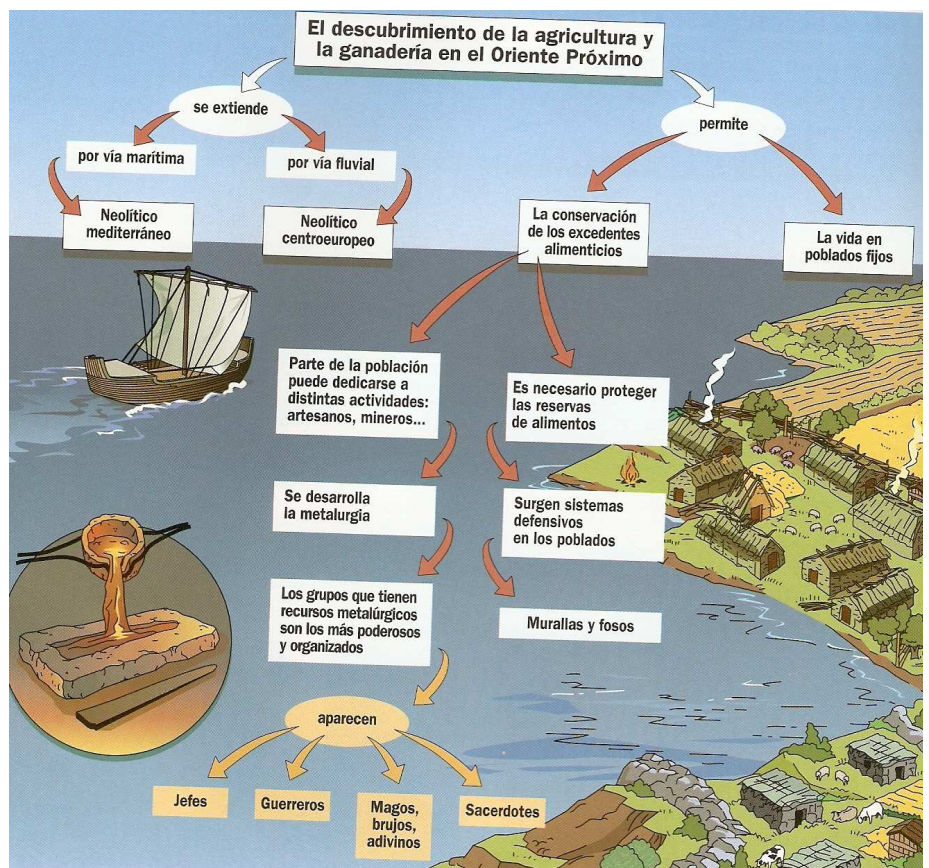 El descubrimiento de la agricultura y
la ganadería en el Oriente Próximo
se extiende
permite
por vía marítima
por vía fluvial
Neolítico
mediterráneo
Neolítico
centroeuropeo
La conservación
de los excedentes
alimenticios
La vida en
poblados fijos
Parte de la población
puede dedicarse a
distintas actividades:
artesanos, mineros...
Es necesario proteger
las reservas
de alimentos
Se desarrolla
la metalurgia
Surgen sistemas
defensivos
en los poblados
Los grupos que tienen
recursos metalúrgicos
son los más poderosos
y organizados
Murallas y fosos
aparecen
Jefes
Guerreros
Magos,
brujos,
adivinos
Sacerdotes